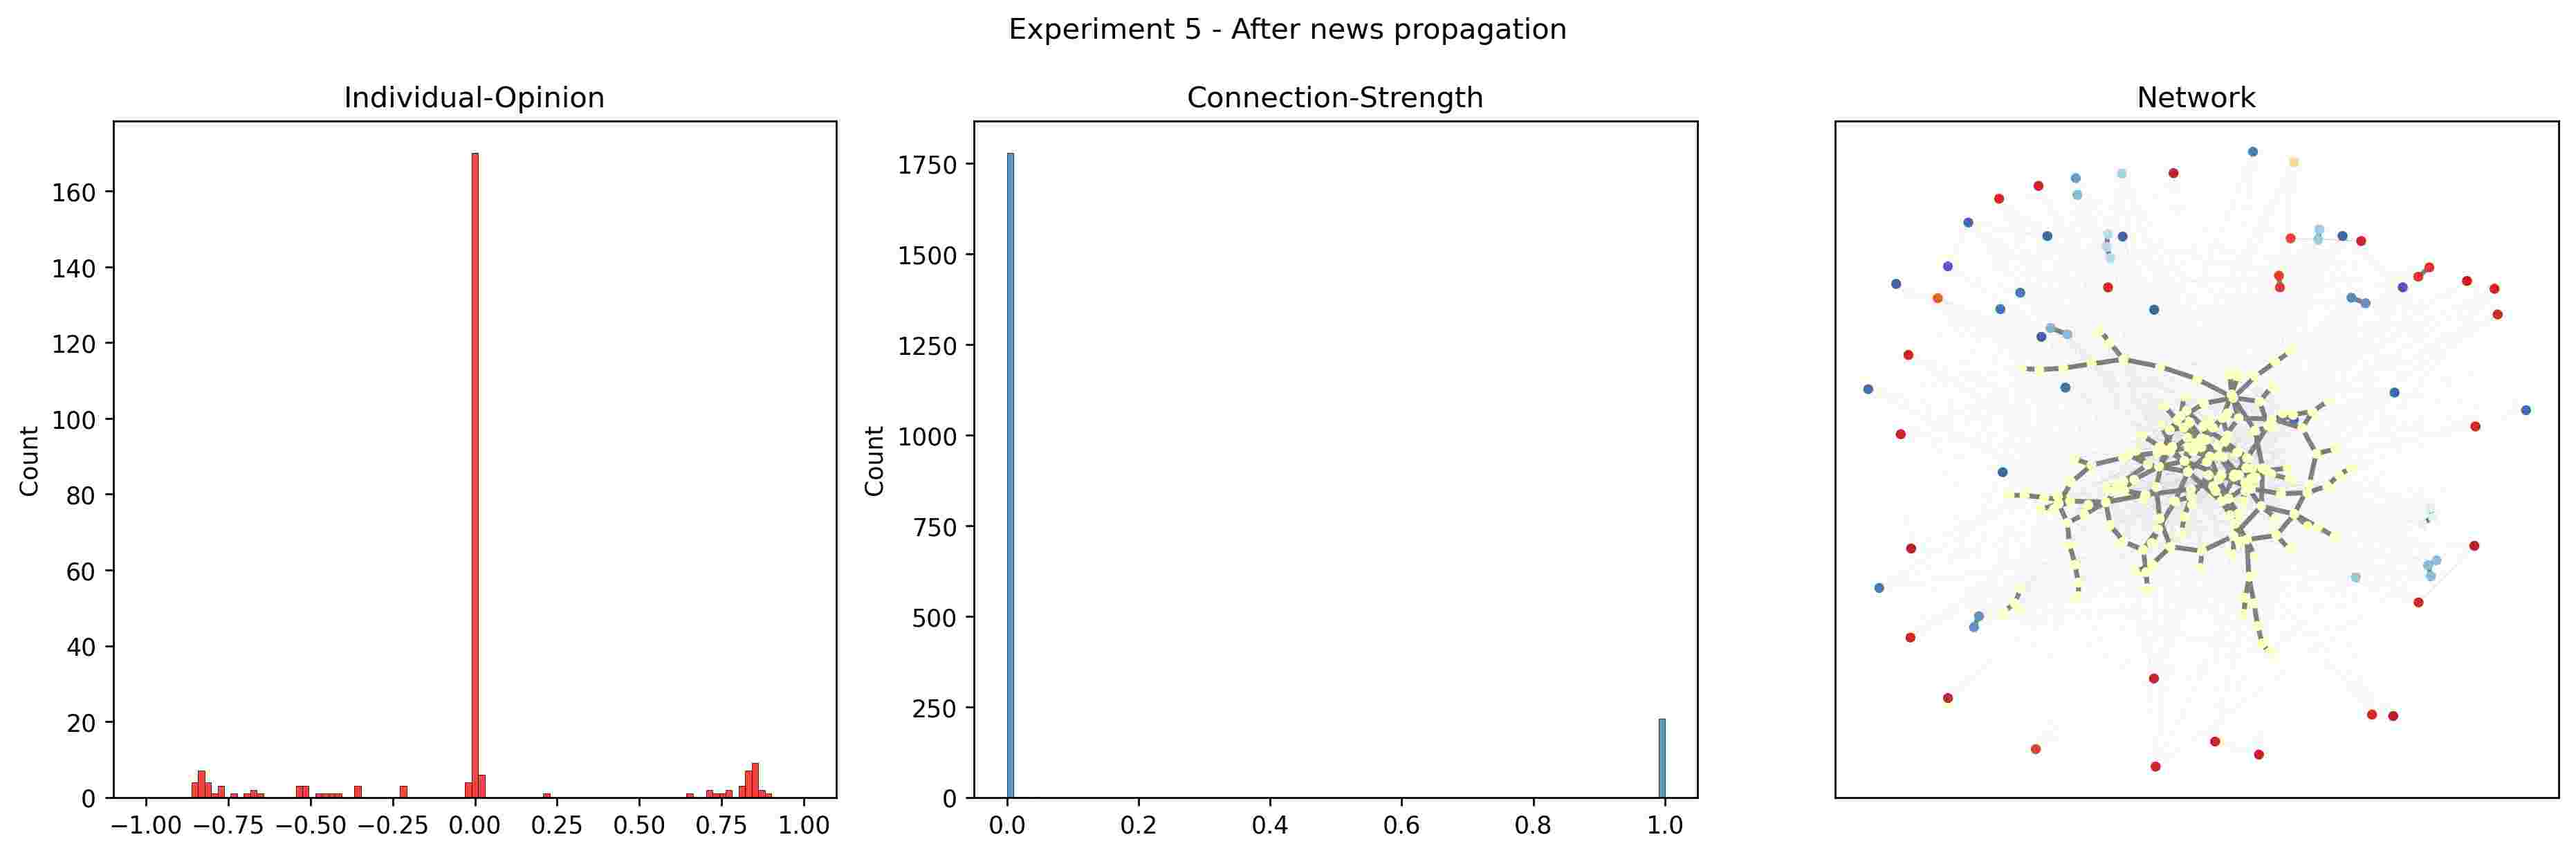 Experiment 5 - After news propagation
Individual-Opinion
Connection-Strength
Network
Count
160
140
120
100
80
60
40
20
0
−1.00 −0.75 −0.50 −0.25 0.00 0.25 0.50 0.75 1.00
Count
1750
1500
1250
1000
750
500
250
0
0.0 0.2 0.4 0.6 0.8 1.0